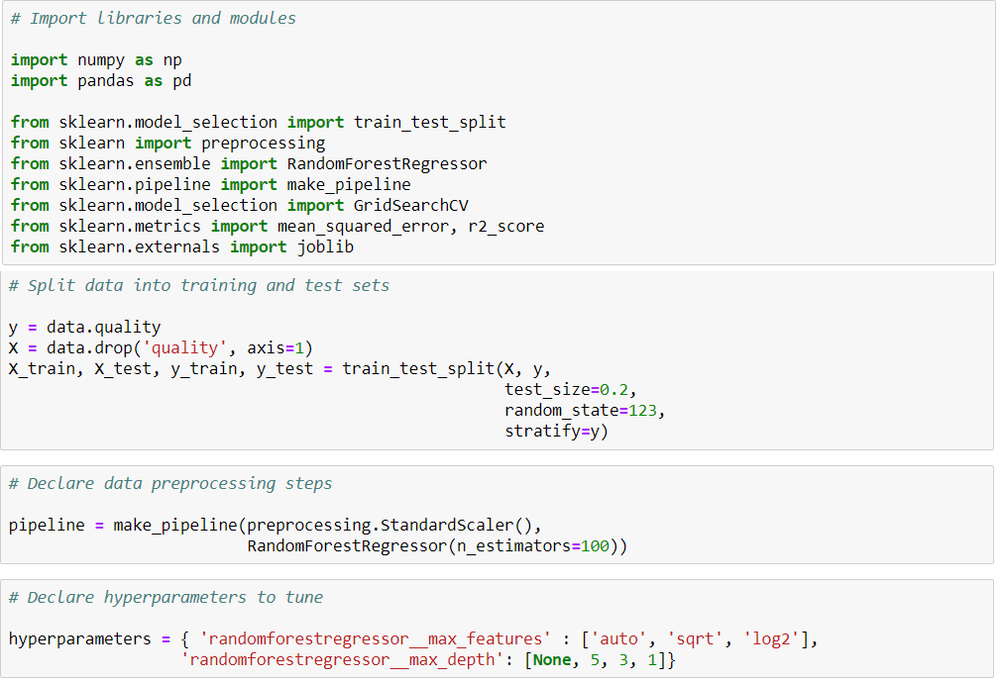 # Import libraries and modules
import numpy as np
import pandas as pd
from sklearn.model_selection import train_test_split
from sklearn import preprocessing
from sklearn.ensemble import RandomForestRegressor
from sklearn.pipeline import make_pipeline
from sklearn.model_selection import GridSearchCV
from sklearn.metrics import mean_squared_error, r2_score
from sklearn.externals import joblib
# Split data into training and test sets
y = data.quality
X = data.drop('quality', axis=1)
X_train, X_test, y_train, y_test = train_test_split(X, y,
test_size=0.2,
random_state=123,
stratify=y)
# Declare data preprocessing steps
pipeline = make_pipeline(preprocessing.StandardScaler(),
RandomForestRegressor(n_estimators=100))
# Declare hyperparameters to tune
hyperparameters = { 'randomforestregressor__max_features' : ['auto', 'sqrt', 'log2'],
'randomforestregressor__max_depth': [None, 5, 3, 1]}